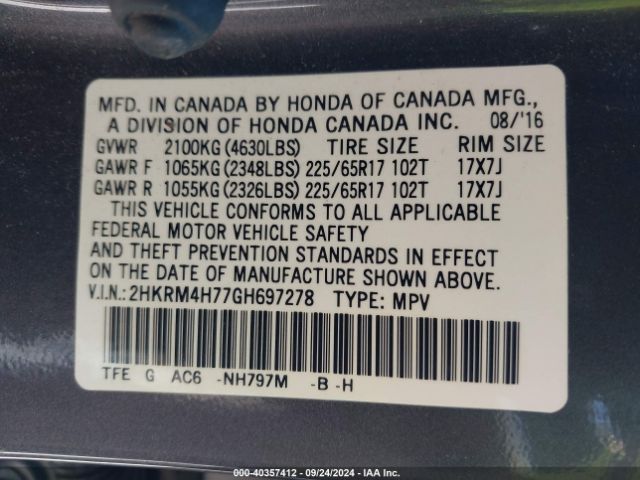 MFD. IN CANADA BY HONDA OF CANADA MFG.,
A DIVISION OF HONDA CANADA INC. 08/'16
GVWR 2100KG (4630LBS) TIRE SIZE RIM SIZE
GAWR F 1065KG (2348LBS) 225/65R17 102T 17X7J
GAWR R 1055KG (2326LBS) 225/65R17 102T 17X7J
THIS VEHICLE CONFORMS TO ALL APPLICABLE
FEDERAL MOTOR VEHICLE SAFETY
AND THEFT PREVENTION STANDARDS IN EFFECT
ON THE DATE OF MANUFACTURE SHOWN ABOVE.
V.I.N.:2HKRM4H77GH697278 TYPE: MPV
TFE G AC6 -NH797M -B -H
000-40357412 - 09/24/2024 - IAA Inc.